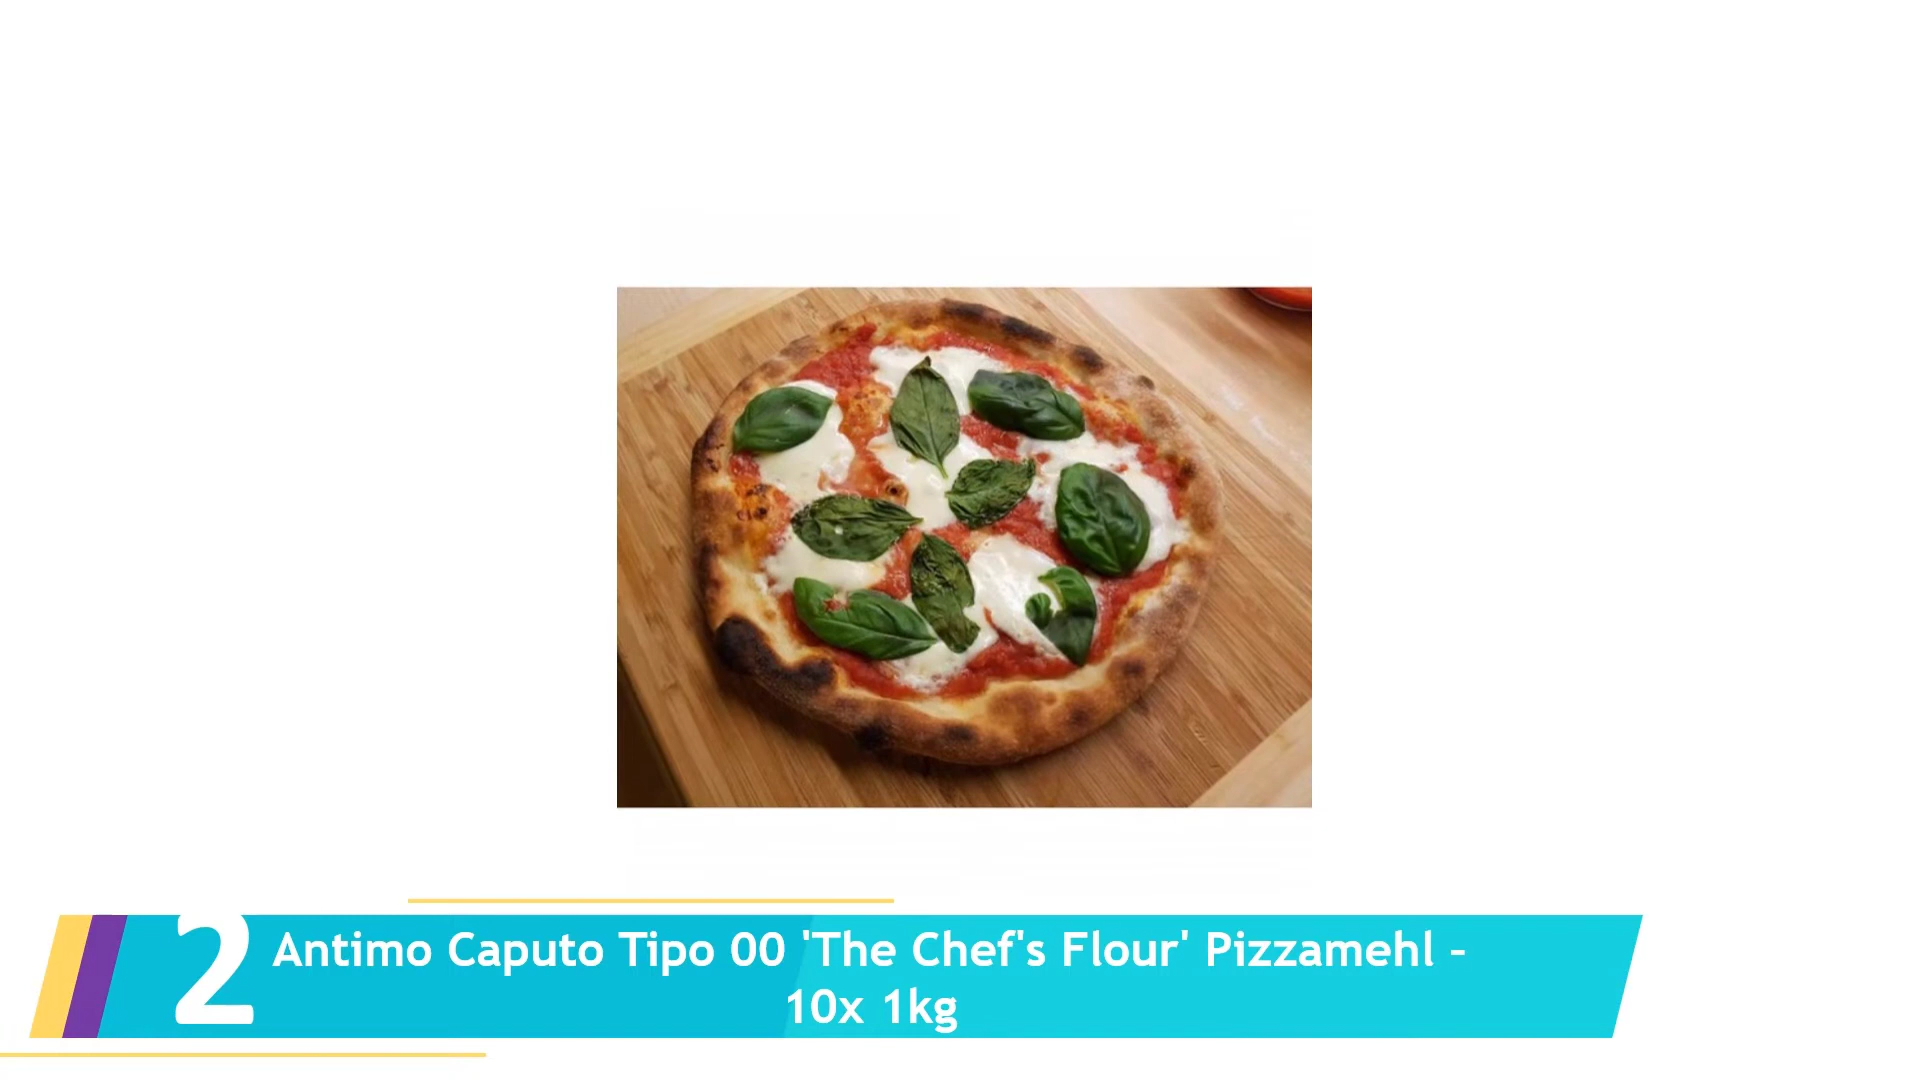 2
Antimo Caputo Tipo 00 'The Chef's Flour' Pizzamehl –
10x 1kg